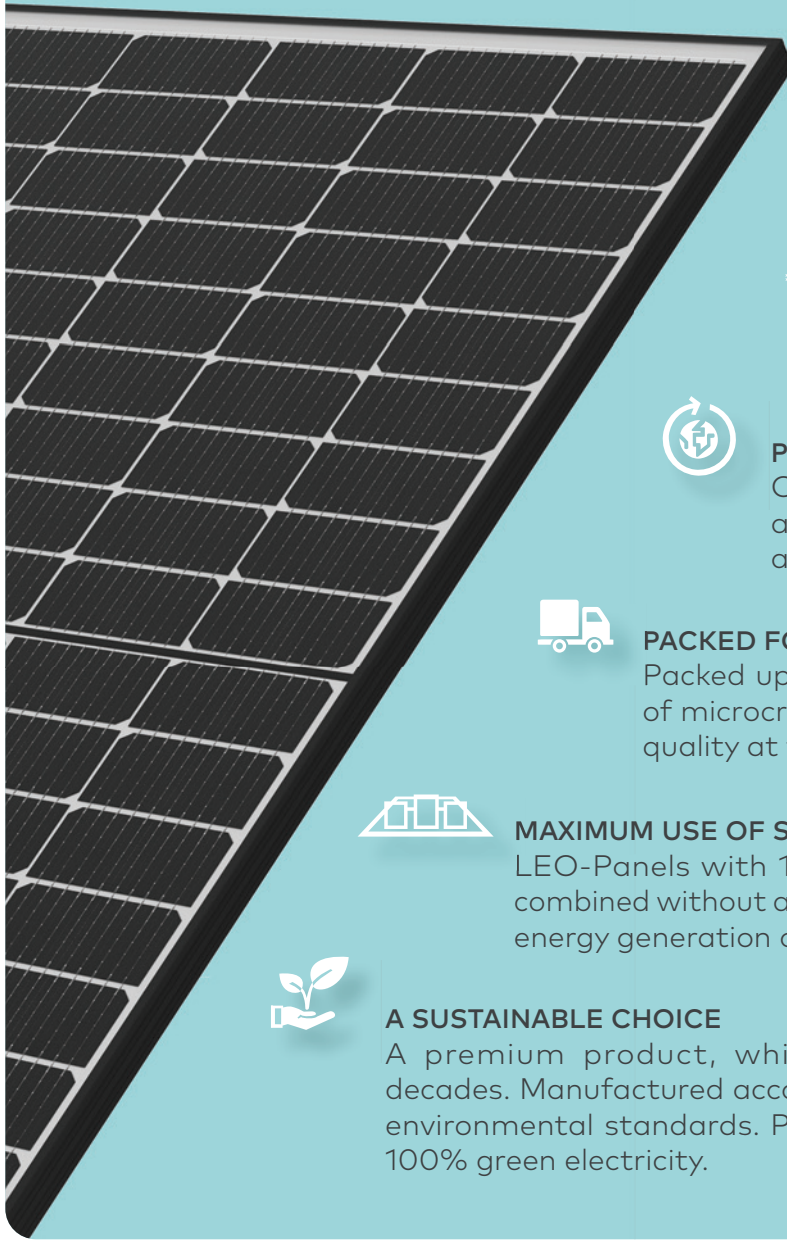 P
C
a
a
PACKED FO
Packed up
of microcr
quality at
MAXIMUM USE OF S
LEO-Panels with 1
combined without a
energy generation
A SUSTAINABLE CHOICE
A premium product, whi
decades. Manufactured acco
environmental standards. P
100% green electricity.